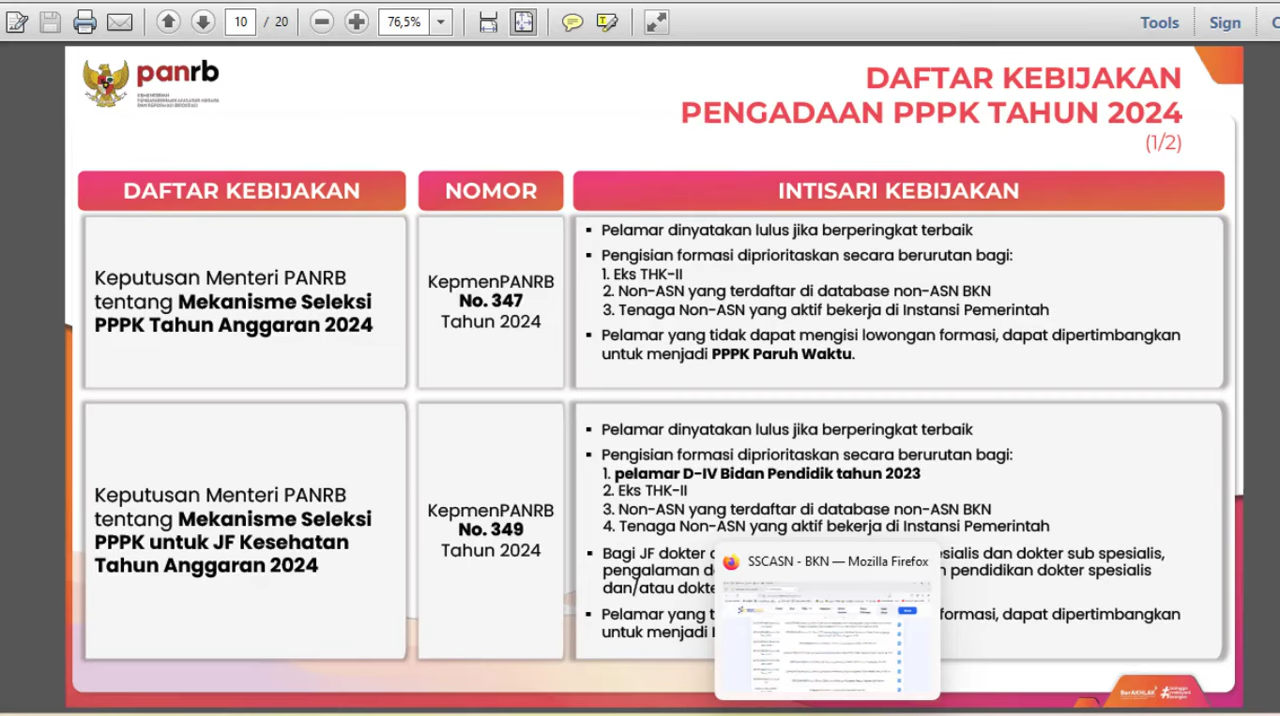 10 / 20
76,5%
Tools
Sign
panrb
DAFTAR KEBIJAKAN
PENGADAAN PPPK TAHUN 2024
(1/2)
DAFTAR KEBIJAKAN
NOMOR
INTISARI KEBIJAKAN
Keputusan Menteri PANRB
tentang Mekanisme Seleksi
PPPK Tahun Anggaran 2024
KepmenPANRB
No. 347
Tahun 2024
▪ Pelamar dinyatakan lulus jika berperingkat terbaik
▪ Pengisian formasi diprioritaskan secara berurutan bagi:
1. Eks THK-II
2. Non-ASN yang terdaftar di database non-ASN BKN
3. Tenaga Non-ASN yang aktif bekerja di Instansi Pemerintah
▪ Pelamar yang tidak dapat mengisi lowongan formasi, dapat dipertimbangkan
untuk menjadi PPPK Paruh Waktu.
Keputusan Menteri PANRB
tentang Mekanisme Seleksi
PPPK untuk JF Kesehatan
Tahun Anggaran 2024
KepmenPANRB
No. 349
Tahun 2024
▪ Pelamar dinyatakan lulus jika berperingkat terbaik
▪ Pengisian formasi diprioritaskan secara berurutan bagi:
1. pelamar D-IV Bidan Pendidik tahun 2023
2. Eks THK-II
3. Non-ASN yang terdaftar di database non-ASN BKN
4. Tenaga Non-ASN yang aktif bekerja di Instansi Pemerintah
▪ Bagi JF dokter sialis dan dokter sub spesialis,
pengalaman pendidikan dokter spesialis
dan/atau
▪ Pelamar yang formasi, dapat dipertimbangkan
untuk menjadi
SSCASN - BKN — Mozilla Firefox
BerAKHLAK